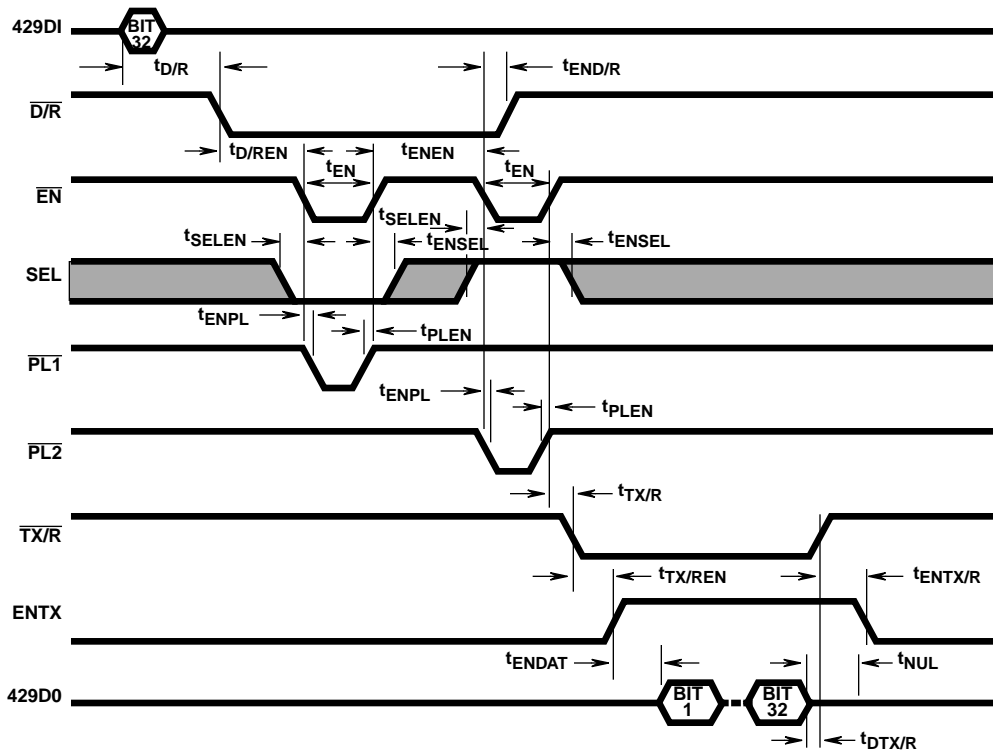 429DI
BIT
32
tD/R
tEND/R
D/R
tD/REN
tENEN
tEN
tEN
EN
tSELEN
tSELEN
tENSEL
tENSEL
SEL
tENPL
tPLEN
PL1
tENPL
tPLEN
PL2
tTX/R
TX/R
tTX/REN
tENTX/R
ENTX
tENDAT
tNUL
429D0
BIT
1
BIT
32
tDTX/R